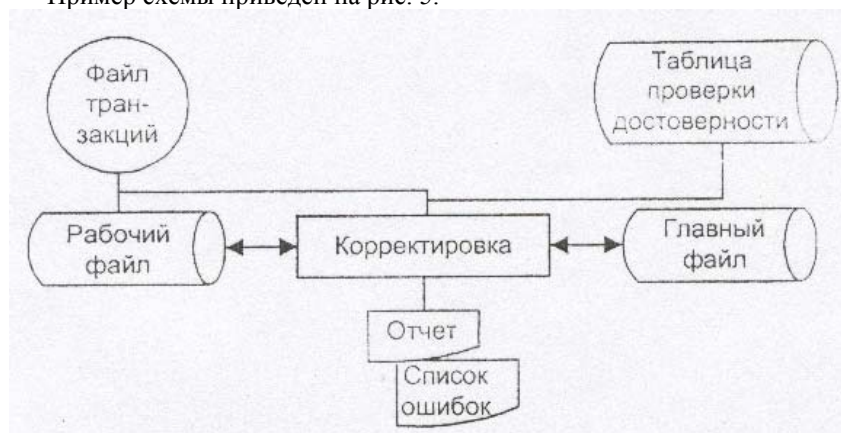 Пример схемы приведен на рис. 5.
Файл
тран-
закций
Таблица
проверки
достоверности
Рабочий
файл
Корректировка
Главный
файл
Отчет
Список
ошибок